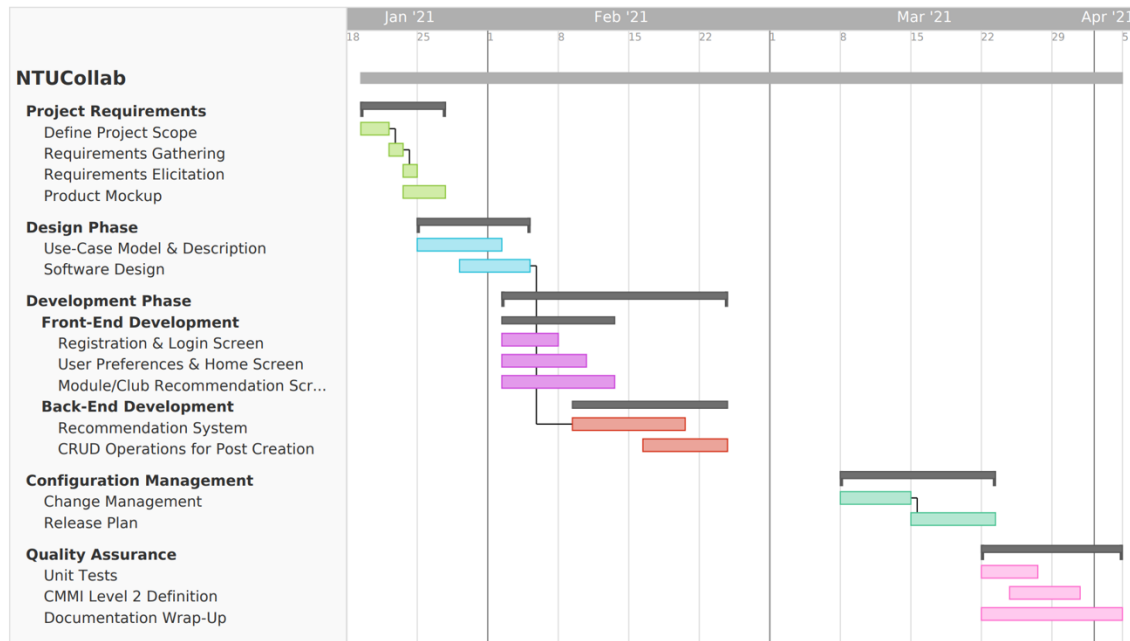 Jan '21 Feb '21 Mar '21 Apr '21
18 25 1 8 15 22 1 8 15 22 29 5
NTUCollab
Project Requirements
Define Project Scope
Requirements Gathering
Requirements Elicitation
Product Mockup
Design Phase
Use-Case Model & Description
Software Design
Development Phase
Front-End Development
Registration & Login Screen
User Preferences & Home Screen
Module/Club Recommendation Scr...
Back-End Development
Recommendation System
CRUD Operations for Post Creation
Configuration Management
Change Management
Release Plan
Quality Assurance
Unit Tests
CMMI Level 2 Definition
Documentation Wrap-Up